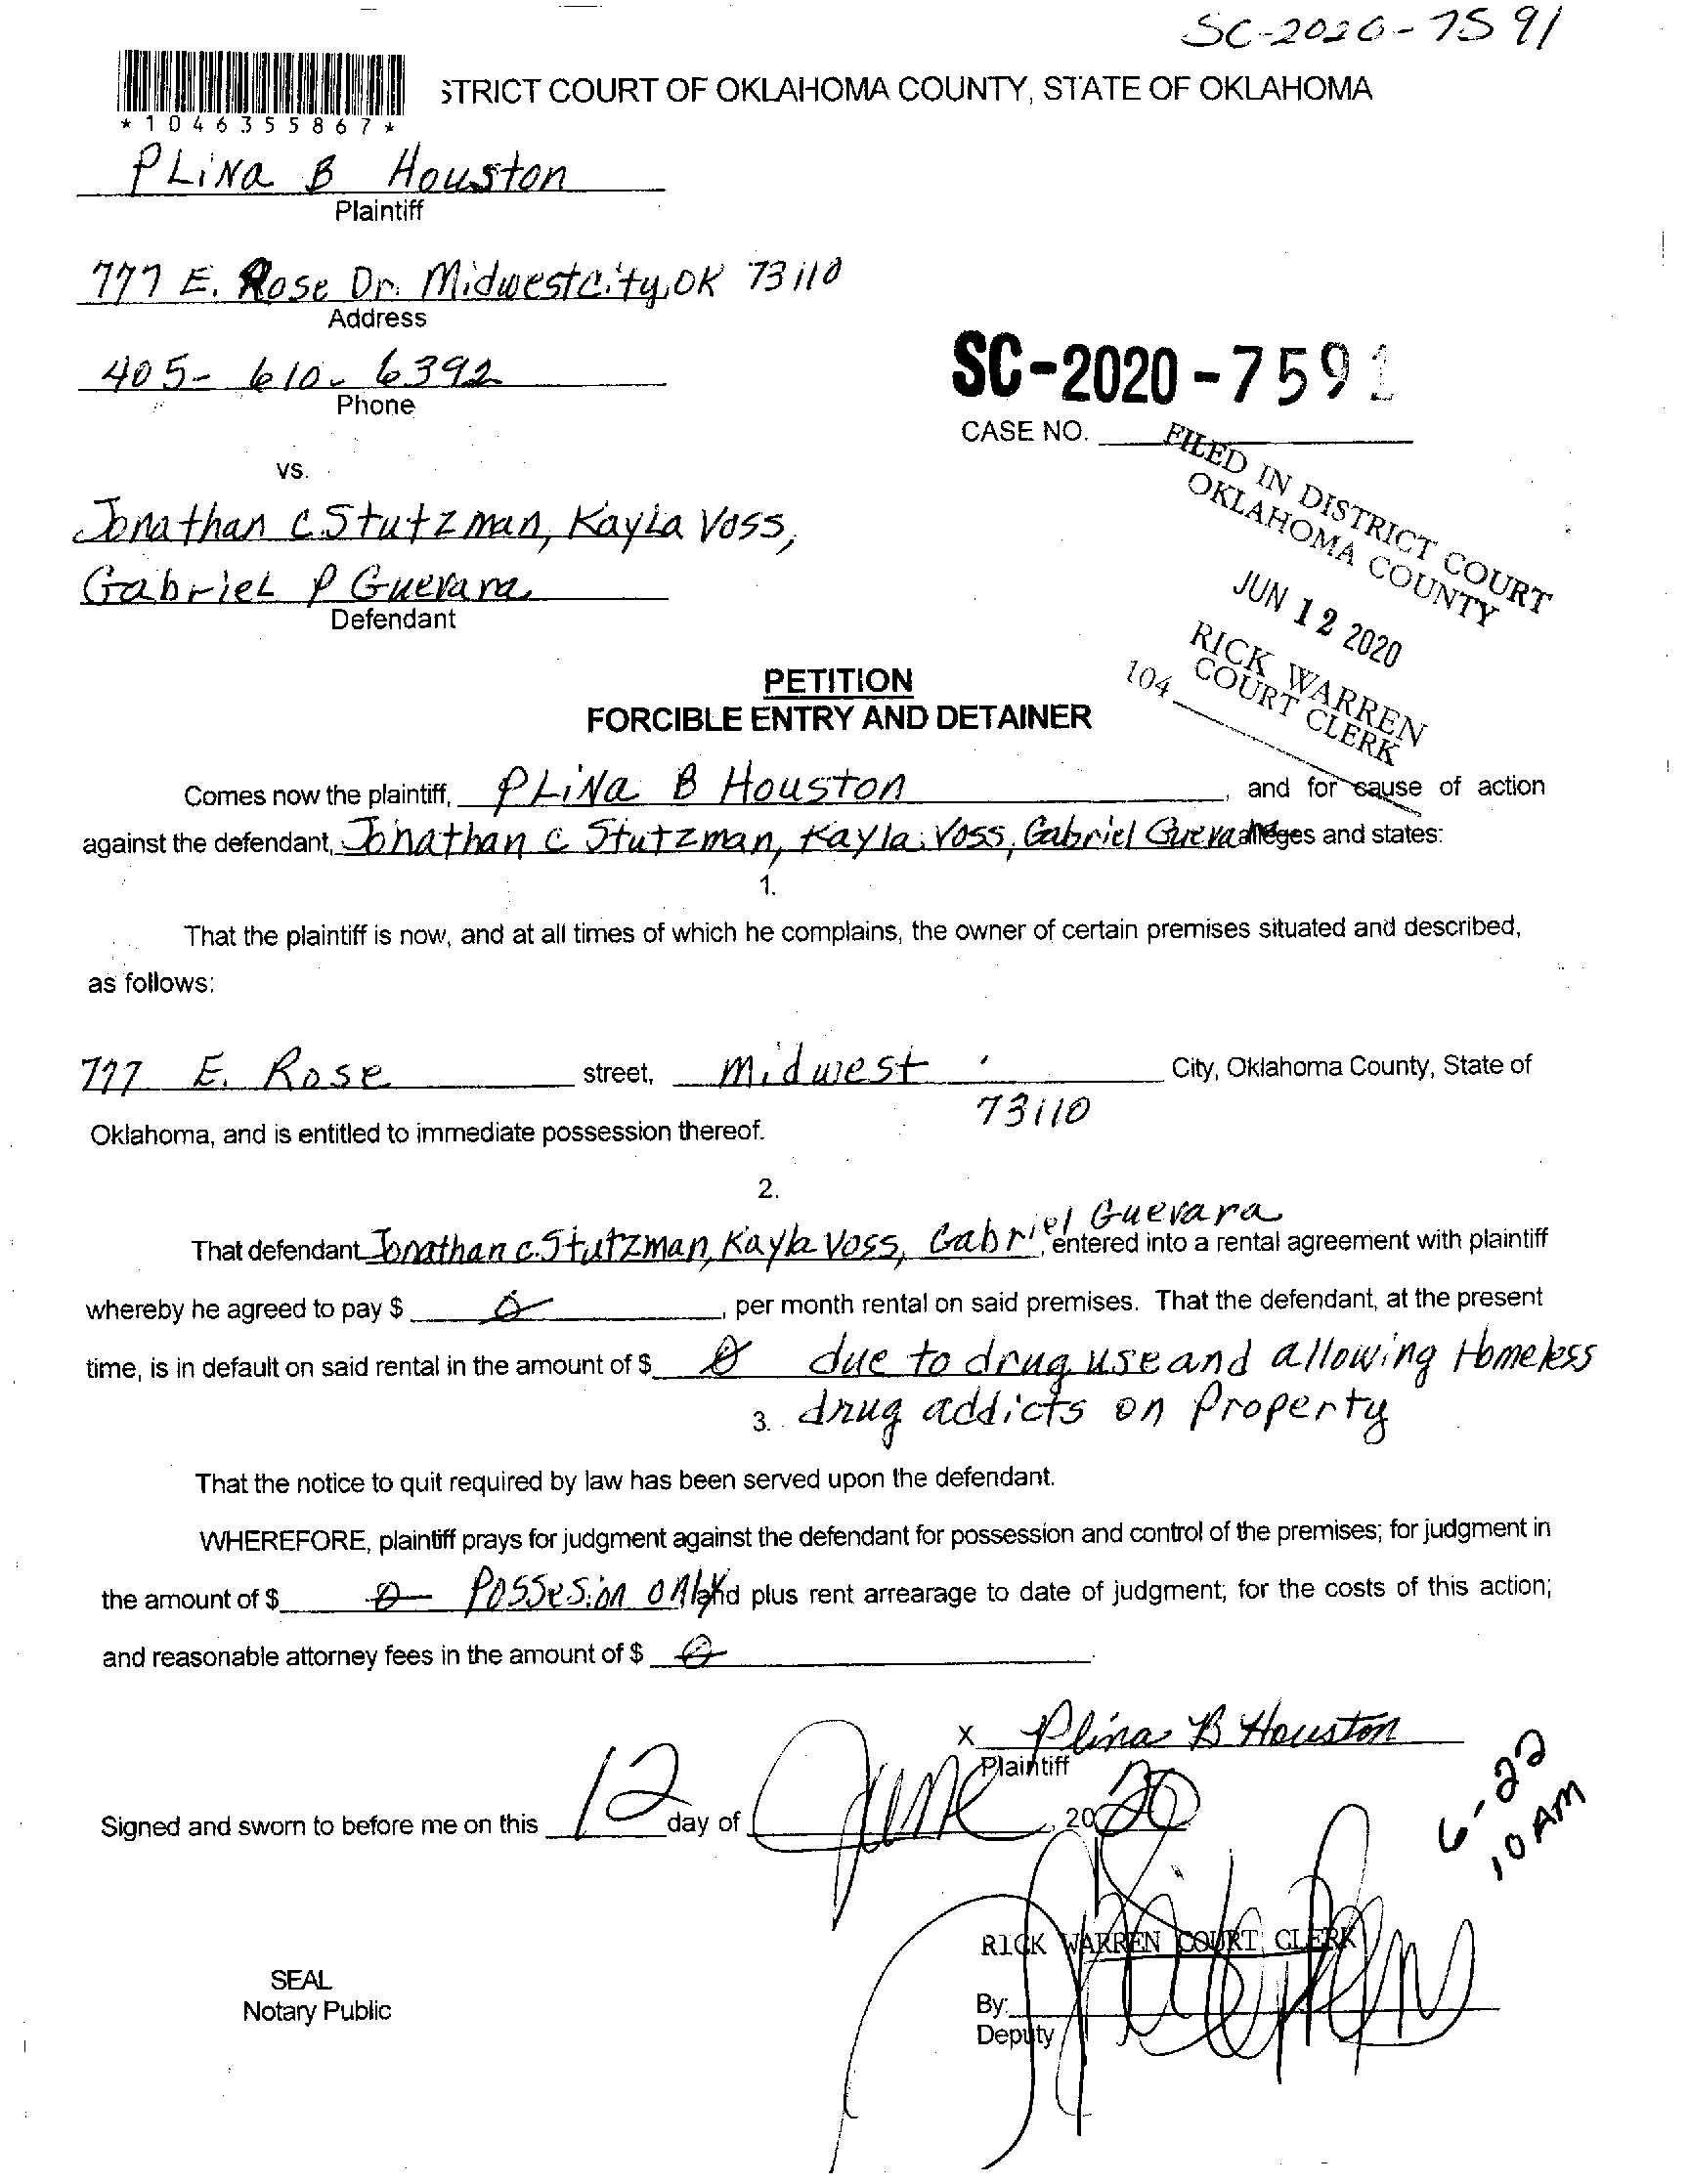 SC-2020-7591
STRICT COURT OF OKLAHOMA COUNTY, STATE OF OKLAHOMA
*1046355867*
PLiNa B Houston
Plaintiff
777 E. Rose Dr. Midwestcity, OK 73110
Address
405-610-6392
Phone
SC-2020-7591
CASE NO.
vs.
FILED IN DISTRICT COURT
OKLAHOMA COUNTY
JUN 12 2020
RICK WARREN
COURT CLERK
104
Jonathan C. Stutzman, Kayla Voss,
Gabriel P Guevara
Defendant
PETITION
FORCIBLE ENTRY AND DETAINER
Comes now the plaintiff, PLiNa B Houston, and for cause of action
against the defendant, Jonathan C Stutzman, Kayla Voss, Gabriel Guevara alleges and states:
1.
That the plaintiff is now, and at all times of which he complains, the owner of certain premises situated and described,
as follows:
777 E. Rose street, Midwest City, Oklahoma County, State of
73110
Oklahoma, and is entitled to immediate possession thereof.
2.
That defendant Jonathan C. Stutzman, Kayla Voss, Gabriel Guevara, entered into a rental agreement with plaintiff
whereby he agreed to pay $ 0, per month rental on said premises. That the defendant, at the present
time, is in default on said rental in the amount of $ 0 due to drug use and allowing Homeless
3. drug addicts on Property
That the notice to quit required by law has been served upon the defendant.
WHEREFORE, plaintiff prays for judgment against the defendant for possession and control of the premises; for judgment in
the amount of $ 0 Possesion only and plus rent arrearage to date of judgment; for the costs of this action;
and reasonable attorney fees in the amount of $ 0
x Plina B Houston
Plaintiff
Signed and sworn to before me on this 12 day of June, 2020
6-22
10 AM
RICK WARREN COURT CLERK
SEAL
Notary Public
By:
Deputy